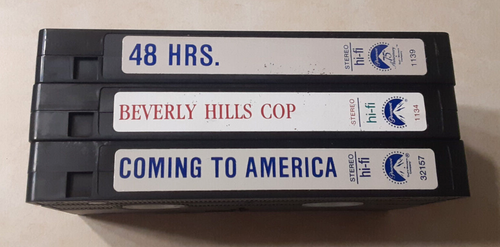 48 HRS.
STEREO
hi-fi
1139
BEVERLY HILLS COP
STEREO
hi-fi
1134
COMING TO AMERICA
STEREO
hi-fi
32157